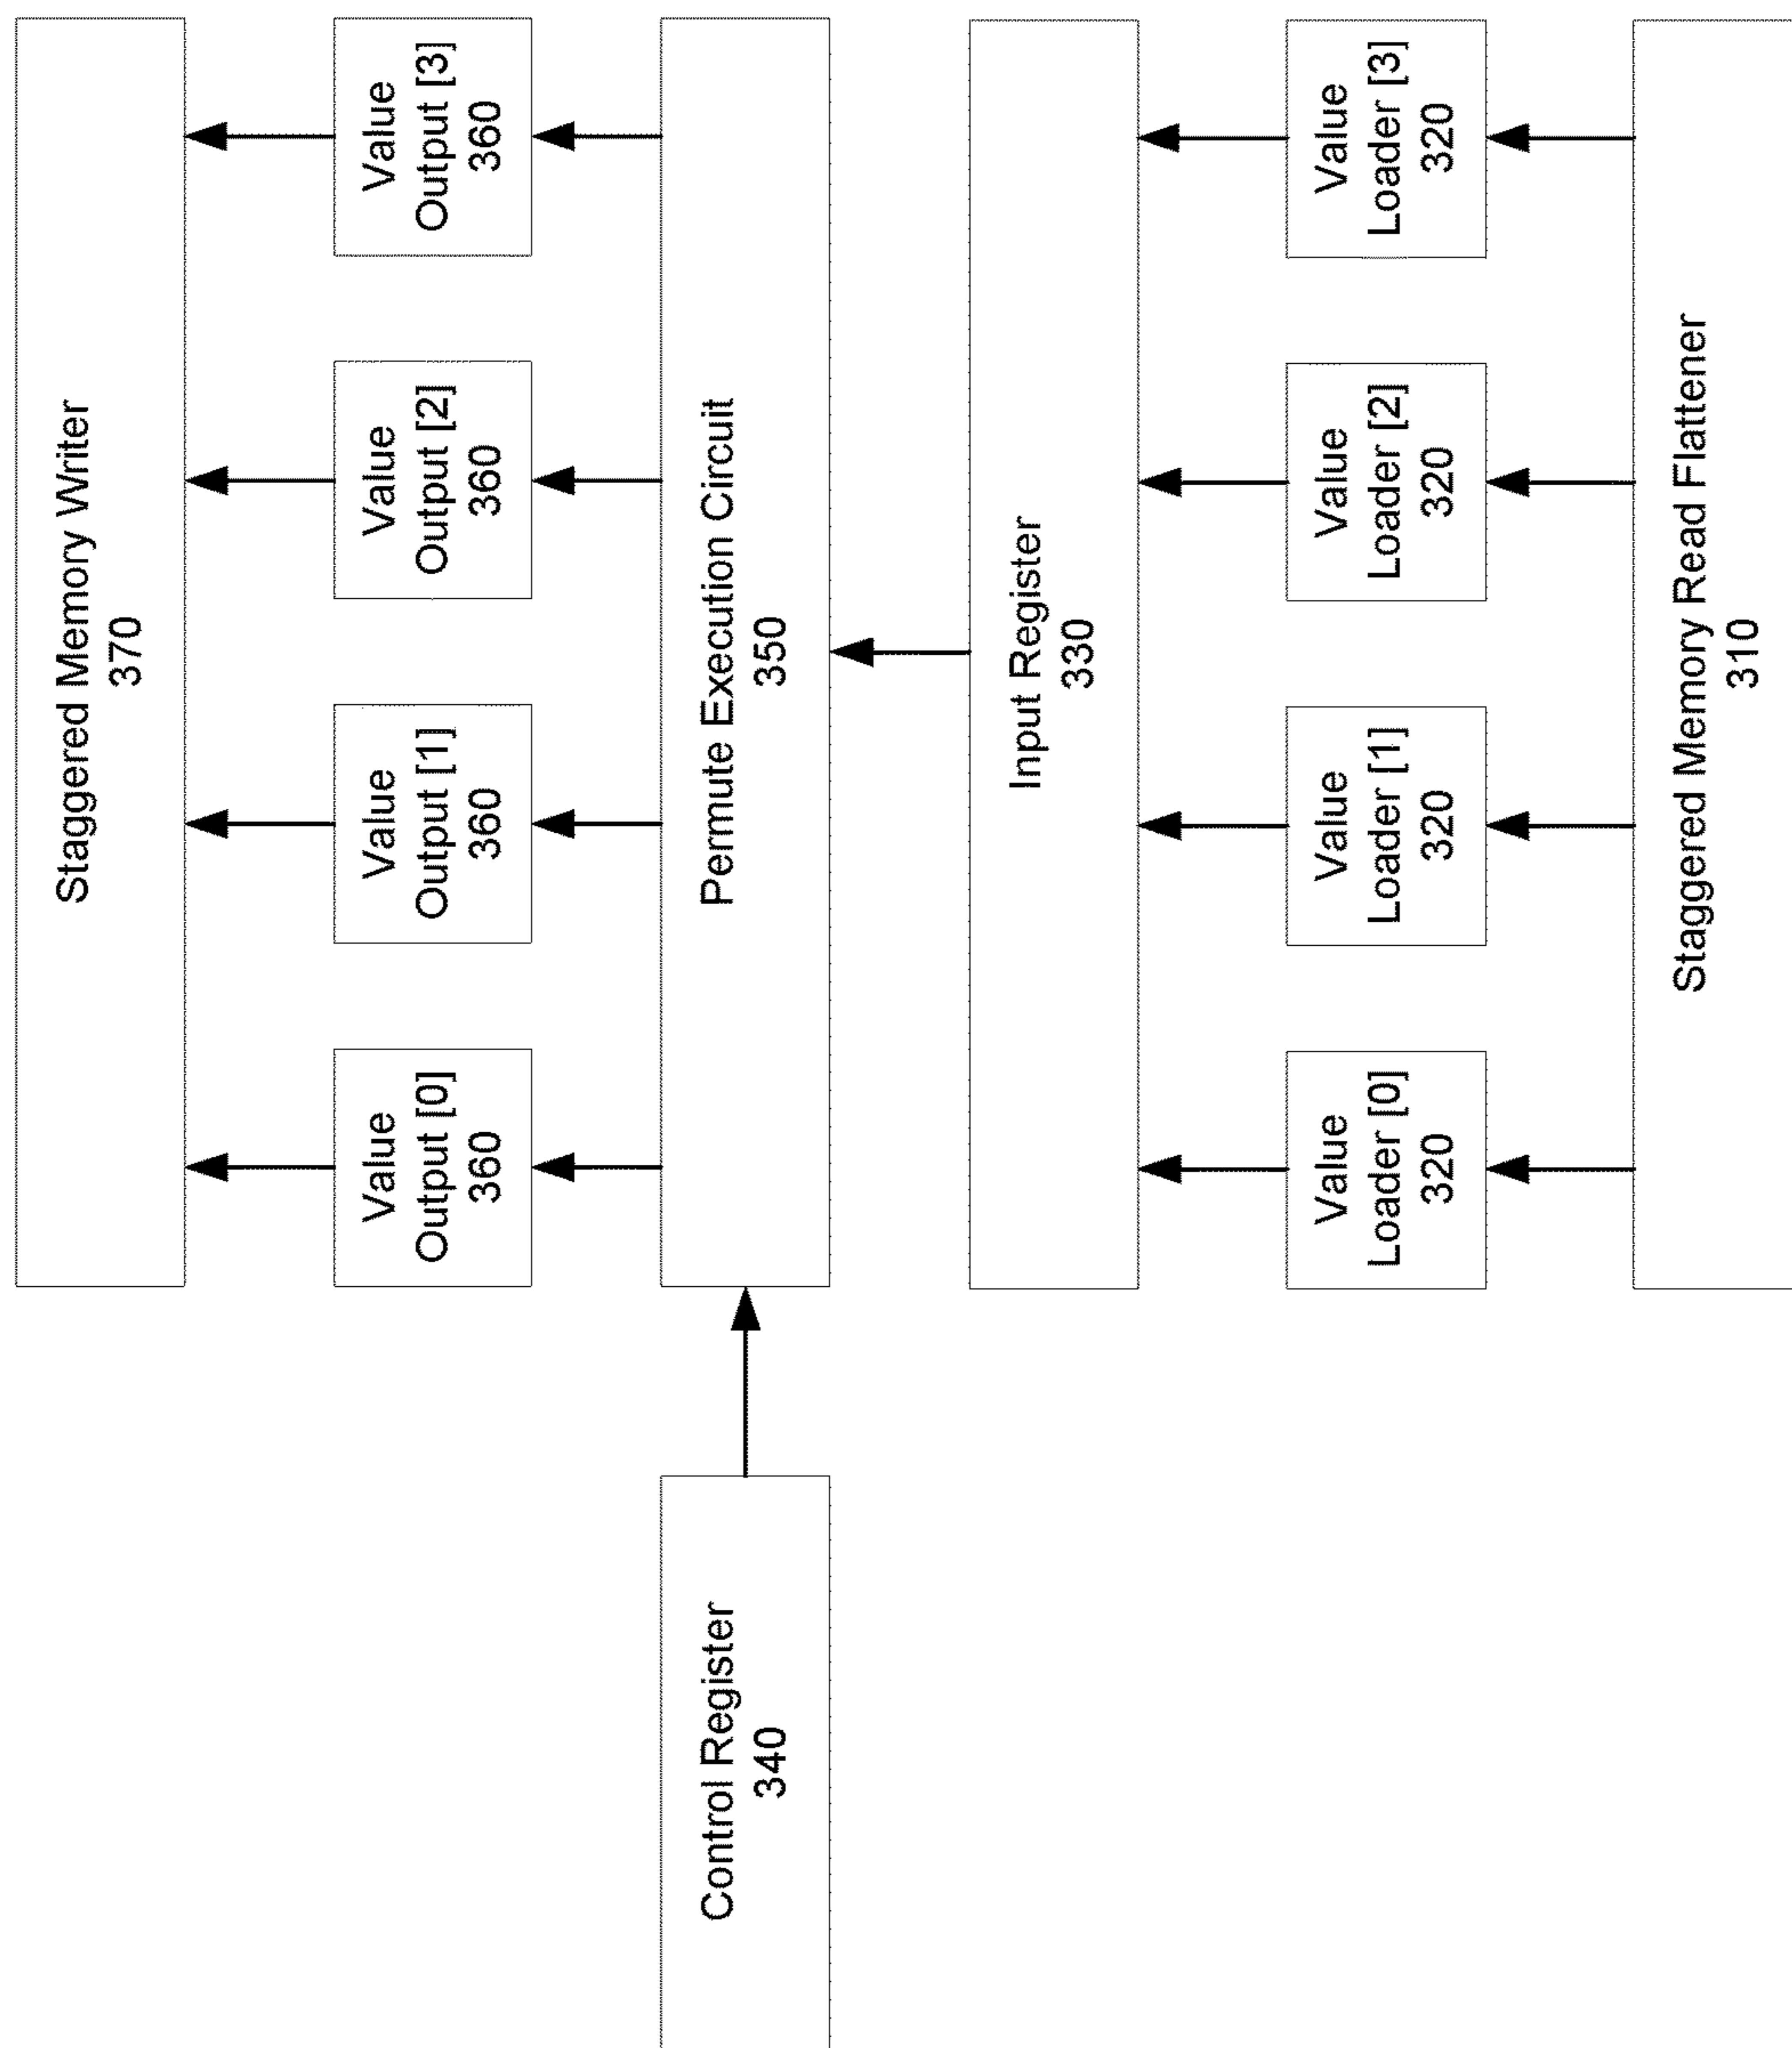 Staggered Memory Writer
370
Value
Output [0]
360
Value
Output [1]
360
Value
Output [2]
360
Value
Output [3]
360
Control Register
340
Permute Execution Circuit
350
Input Register
330
Value
Loader [0]
320
Value
Loader [1]
320
Value
Loader [2]
320
Value
Loader [3]
320
Staggered Memory Read Flattener
310